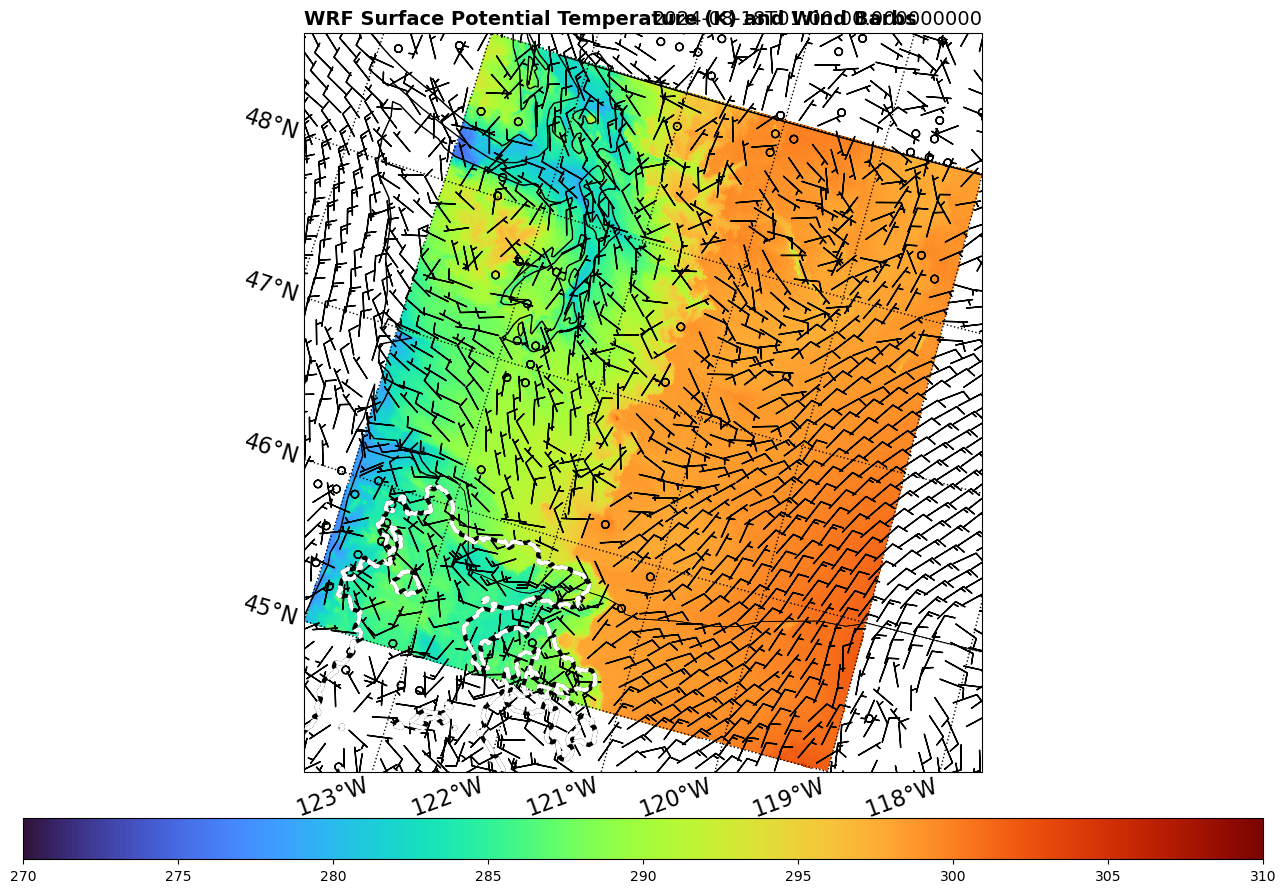 WRF Surface Potential Temperature (K) and Wind Barbs
48°N
47°N
46°N
45°N
123°W 122°W 121°W 120°W 119°W 118°W
270 275 280 285 290 295 300 305 310